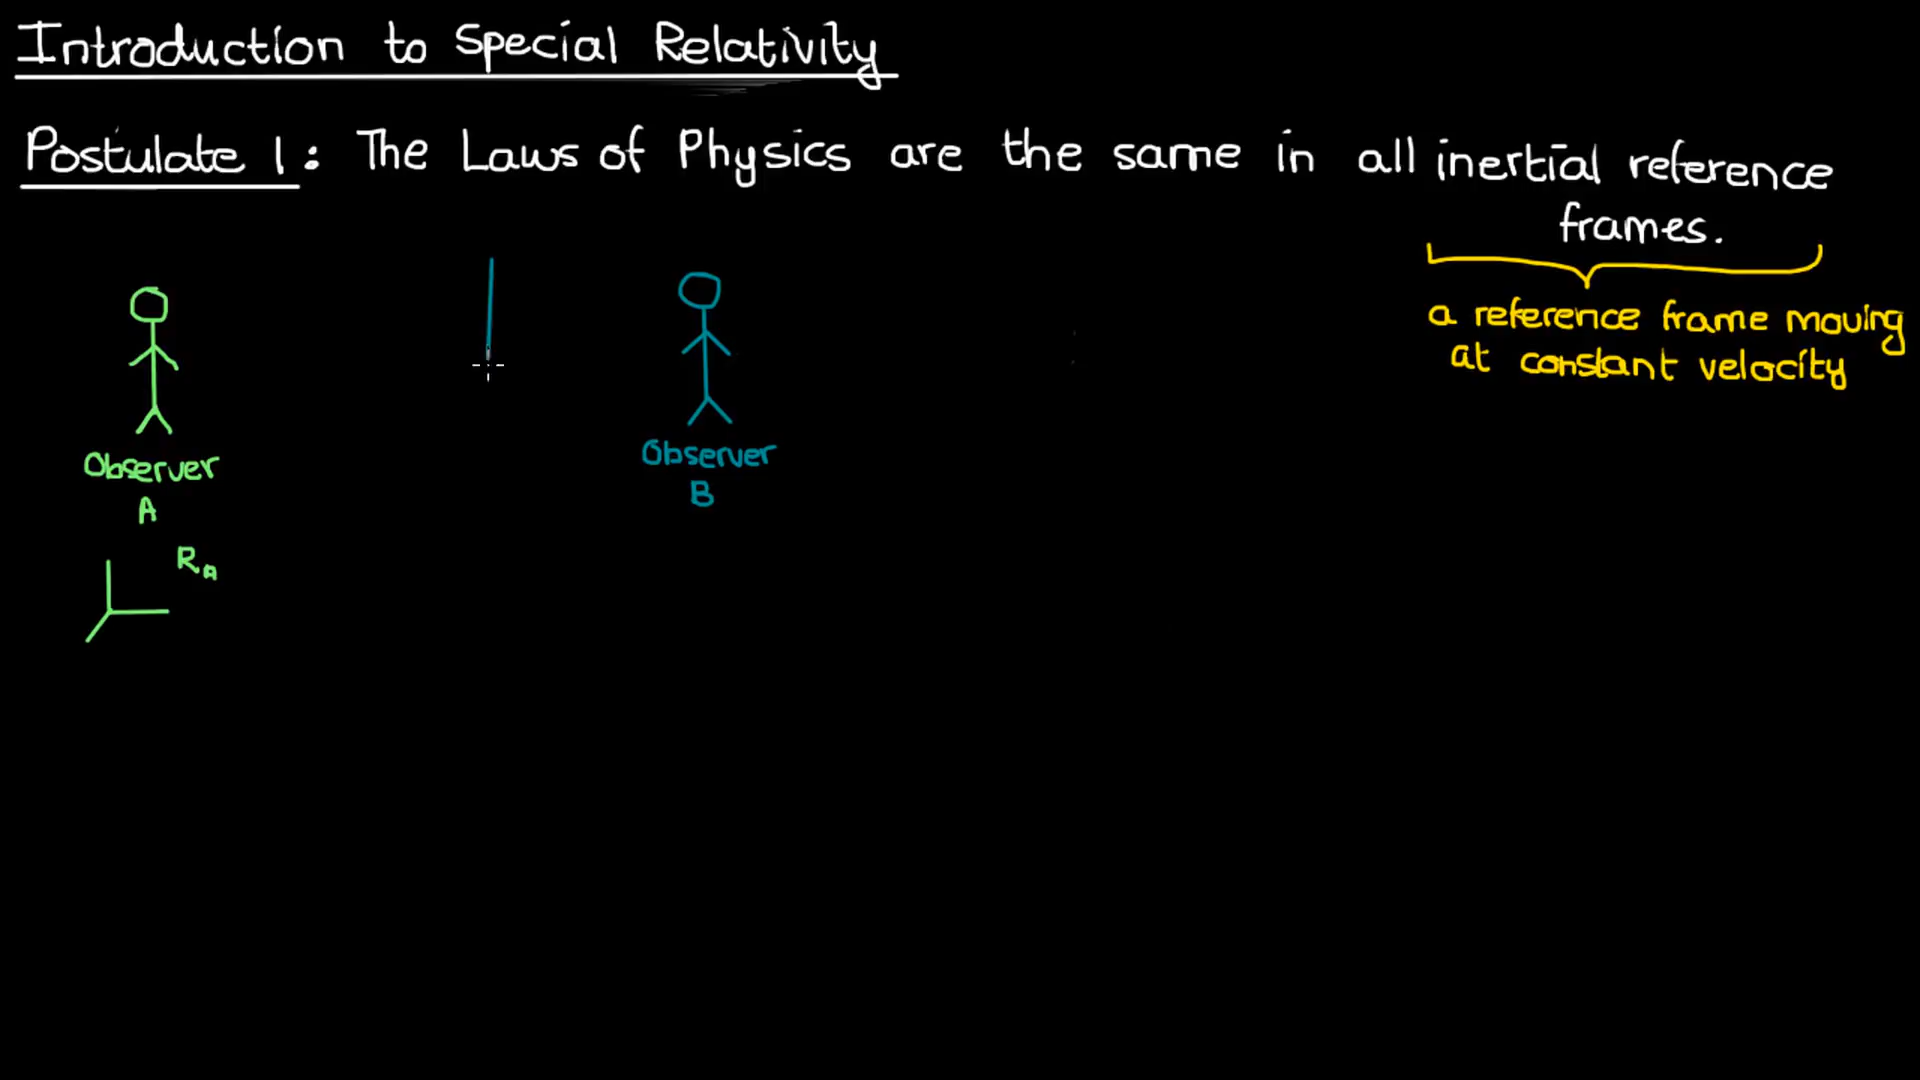 Introduction to Special Relativity
Postulate 1: The Laws of Physics are the same in all inertial reference
frames.
a reference frame moving
at constant velocity
Observer
A
Observer
B
RA